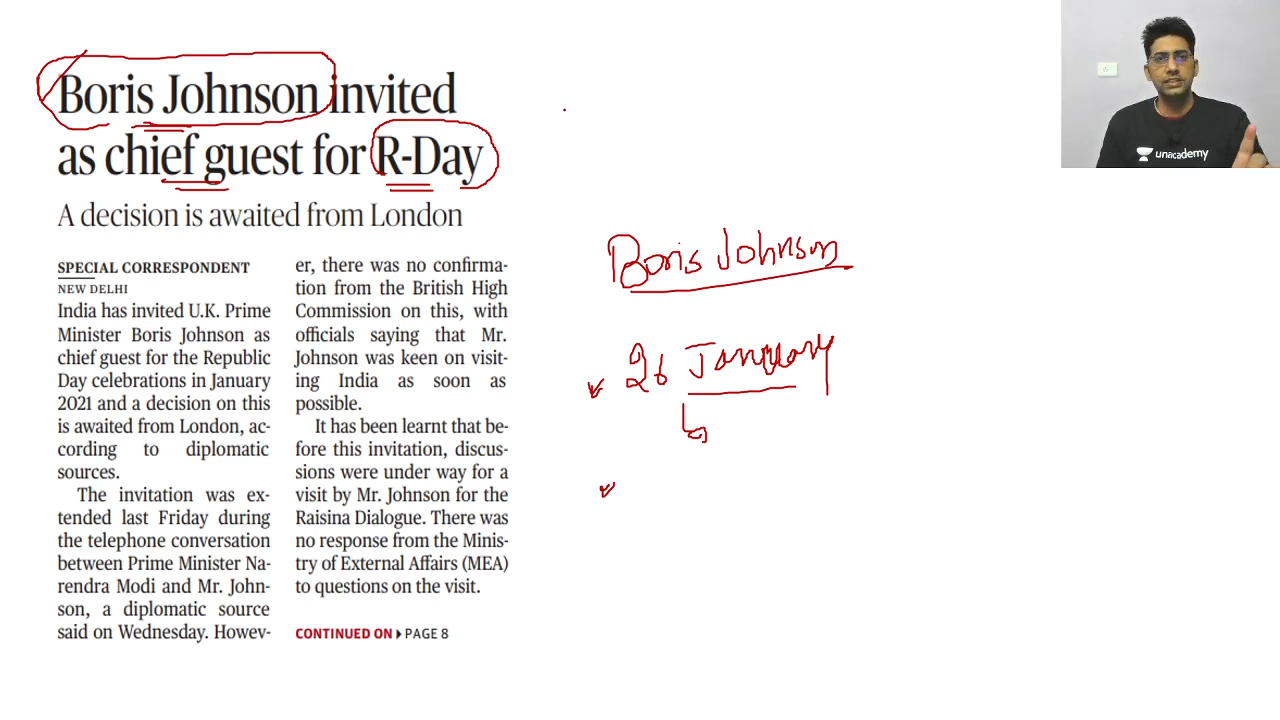 Boris Johnson invited
as chief guest for R-Day
A decision is awaited from London
SPECIAL CORRESPONDENT
NEW DELHI
India has invited U.K. Prime
Minister Boris Johnson as
chief guest for the Republic
Day celebrations in January
2021 and a decision on this
is awaited from London, ac-
cording to diplomatic
sources.
The invitation was ex-
tended last Friday during
the telephone conversation
between Prime Minister Na-
rendra Modi and Mr. John-
son, a diplomatic source
said on Wednesday. Howev-
er, there was no confirma-
tion from the British High
Commission on this, with
officials saying that Mr.
Johnson was keen on visit-
ing India as soon as
possible.
It has been learnt that be-
fore this invitation, discus-
sions were under way for a
visit by Mr. Johnson for the
Raisina Dialogue. There was
no response from the Minis-
try of External Affairs (MEA)
to questions on the visit.
CONTINUED ON PAGE 8
Boris Johnson
26 January
unacademy